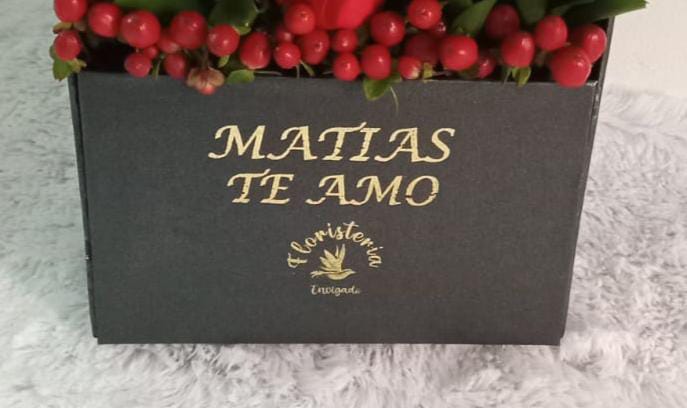 MATIAS
TE AMO
Floristeria
Envigado